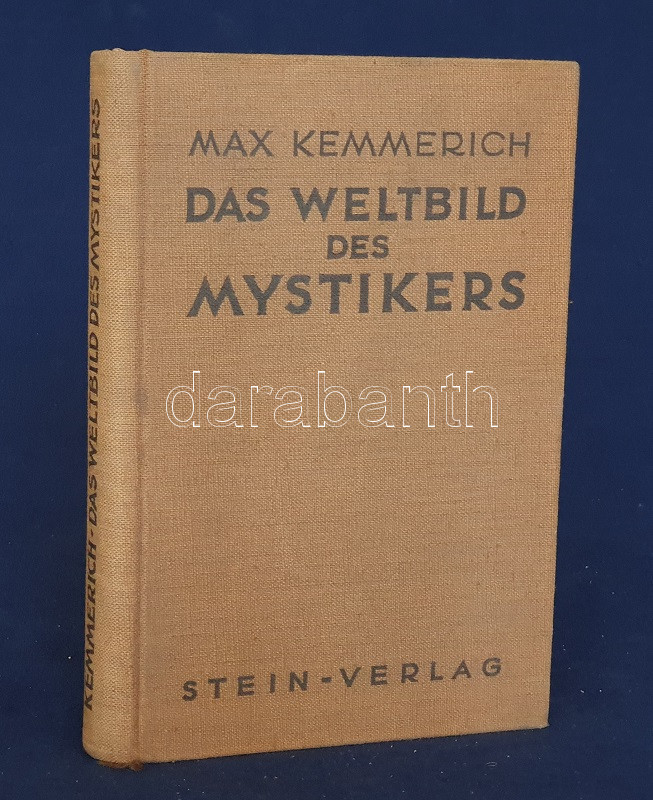 MAX KEMMERICH
DAS WELTBILD
DES
MYSTIKERS
darabanth
STEIN-VERLAG
KEMMERICH · DAS WELTBILD DES MYSTIKERS